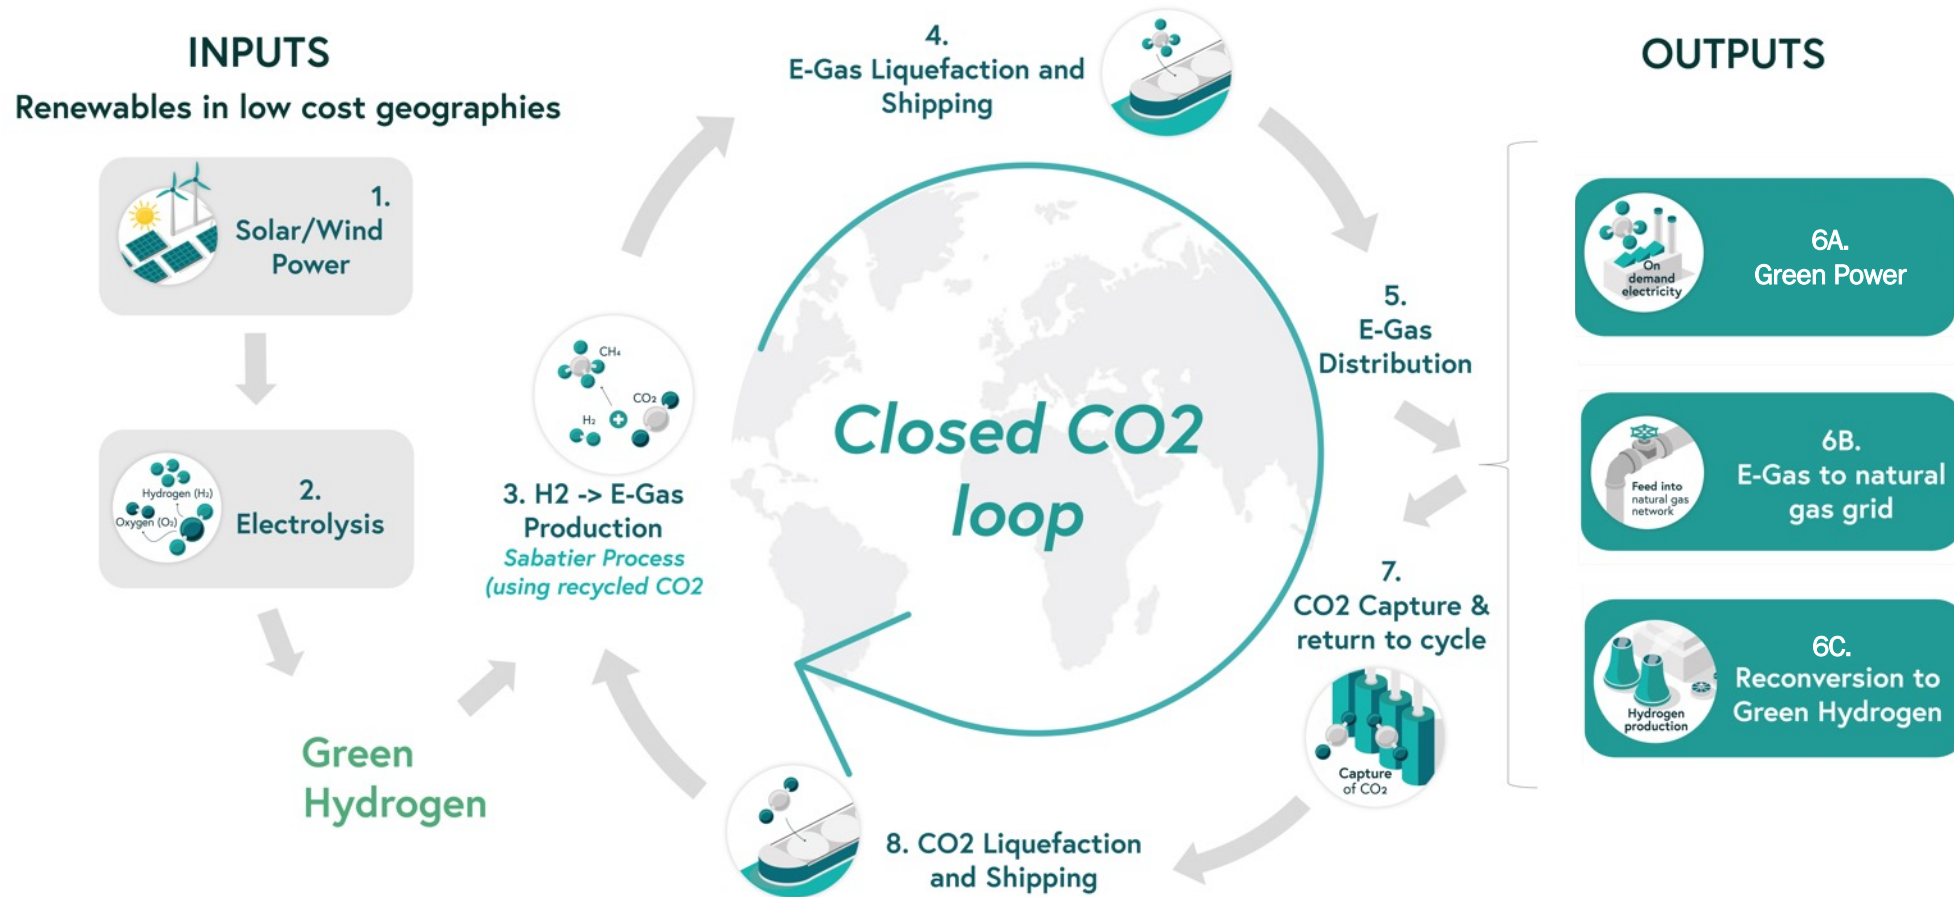 INPUTS
Renewables in low cost geographies
1.
Solar/Wind
Power
Hydrogen (H₂)
Oxygen (O₂)
2.
Electrolysis
Green
Hydrogen
CH₄
CO₂
H₂
3. H2 -> E-Gas
Production
Sabatier Process
(using recycled CO2
4.
E-Gas Liquefaction and
Shipping
Closed CO2
loop
5.
E-Gas
Distribution
7.
CO2 Capture &
return to cycle
Capture
of CO₂
8. CO2 Liquefaction
and Shipping
OUTPUTS
On
demand
electricity
6A.
Green Power
Feed into
natural gas
network
6B.
E-Gas to natural
gas grid
Hydrogen
production
6C.
Reconversion to
Green Hydrogen